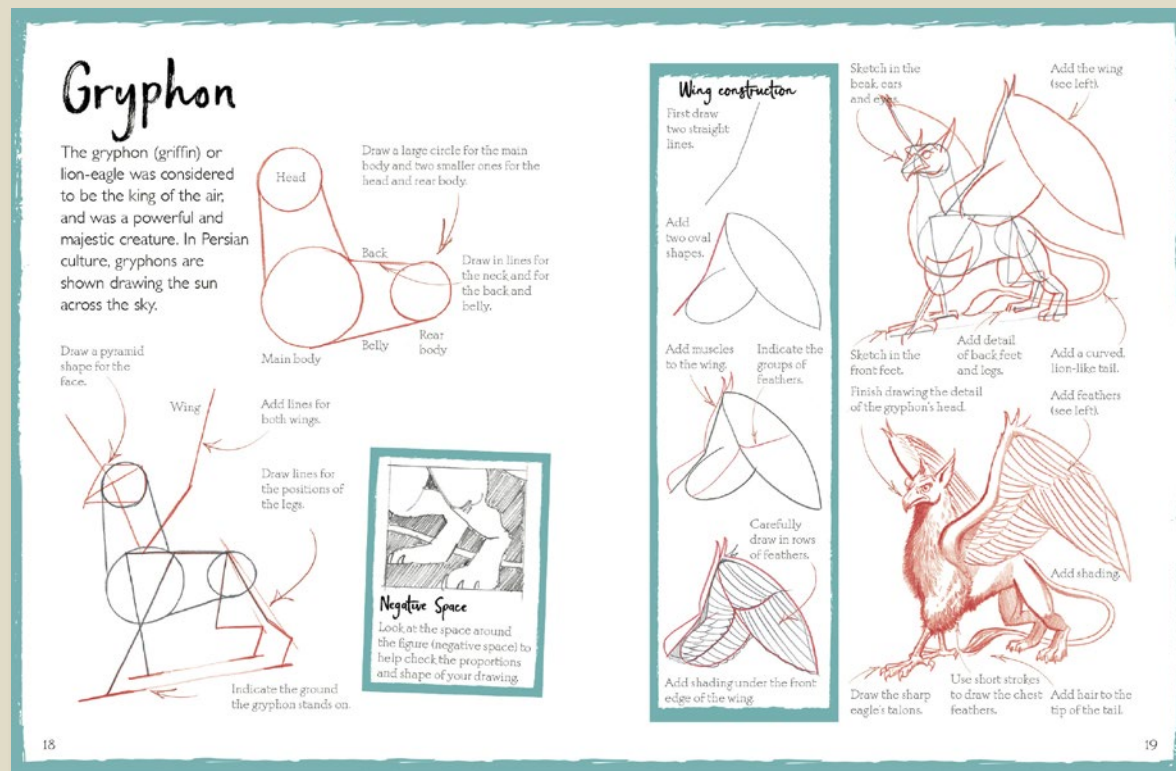 Gryphon
The gryphon (griffin) or
lion-eagle was considered
to be the king of the air,
and was a powerful and
majestic creature. In Persian
culture, gryphons are
shown drawing the sun
across the sky.
Head
Draw a large circle for the main
body and two smaller ones for the
head and rear body.
Back
Draw in lines for
the neck and for
the back and
belly.
Rear
body
Belly
Main body
Draw a pyramid
shape for the
face.
Wing
Add lines for
both wings.
Draw lines for
the positions of
the legs.
Indicate the ground
the gryphon stands on.
Negative Space
Look at the space around
the figure (negative space) to
help check the proportions
and shape of your drawing.
18
Wing construction
First draw
two straight
lines.
Add
two oval
shapes.
Add muscles
to the wing.
Indicate the
groups of
feathers.
Carefully
draw in rows
of feathers.
Add shading under the front
edge of the wing.
Sketch in the
beak, ears
and eyes.
Add the wing
(see left).
Sketch in the
front feet.
Add detail
of back feet
and legs.
Add a curved,
lion-like tail.
Finish drawing the detail
of the gryphon's head.
Add feathers
(see left).
Add shading.
Draw the sharp
eagle's talons.
Use short strokes
to draw the chest
feathers.
Add hair to the
tip of the tail.
19